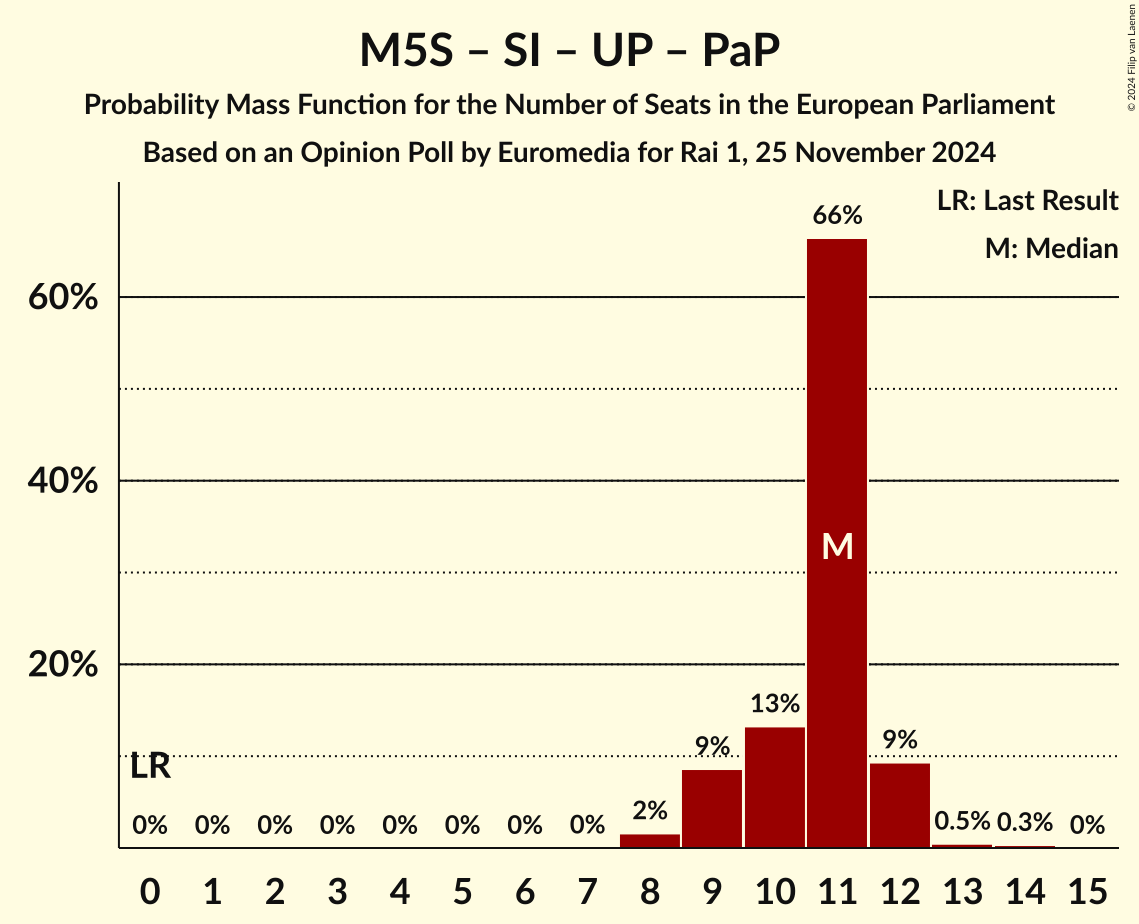 M5S – SI – UP – PaP
Probability Mass Function for the Number of Seats in the European Parliament
Based on an Opinion Poll by Euromedia for Rai 1, 25 November 2024
© 2024 Filip van Laenen
LR: Last Result
M: Median
66%
60%
40%
M
20%
13%
9%
9%
LR
2%
0% 0% 0% 0% 0% 0% 0% 0% 0.5% 0.3% 0%
0 1 2 3 4 5 6 7 8 9 10 11 12 13 14 15